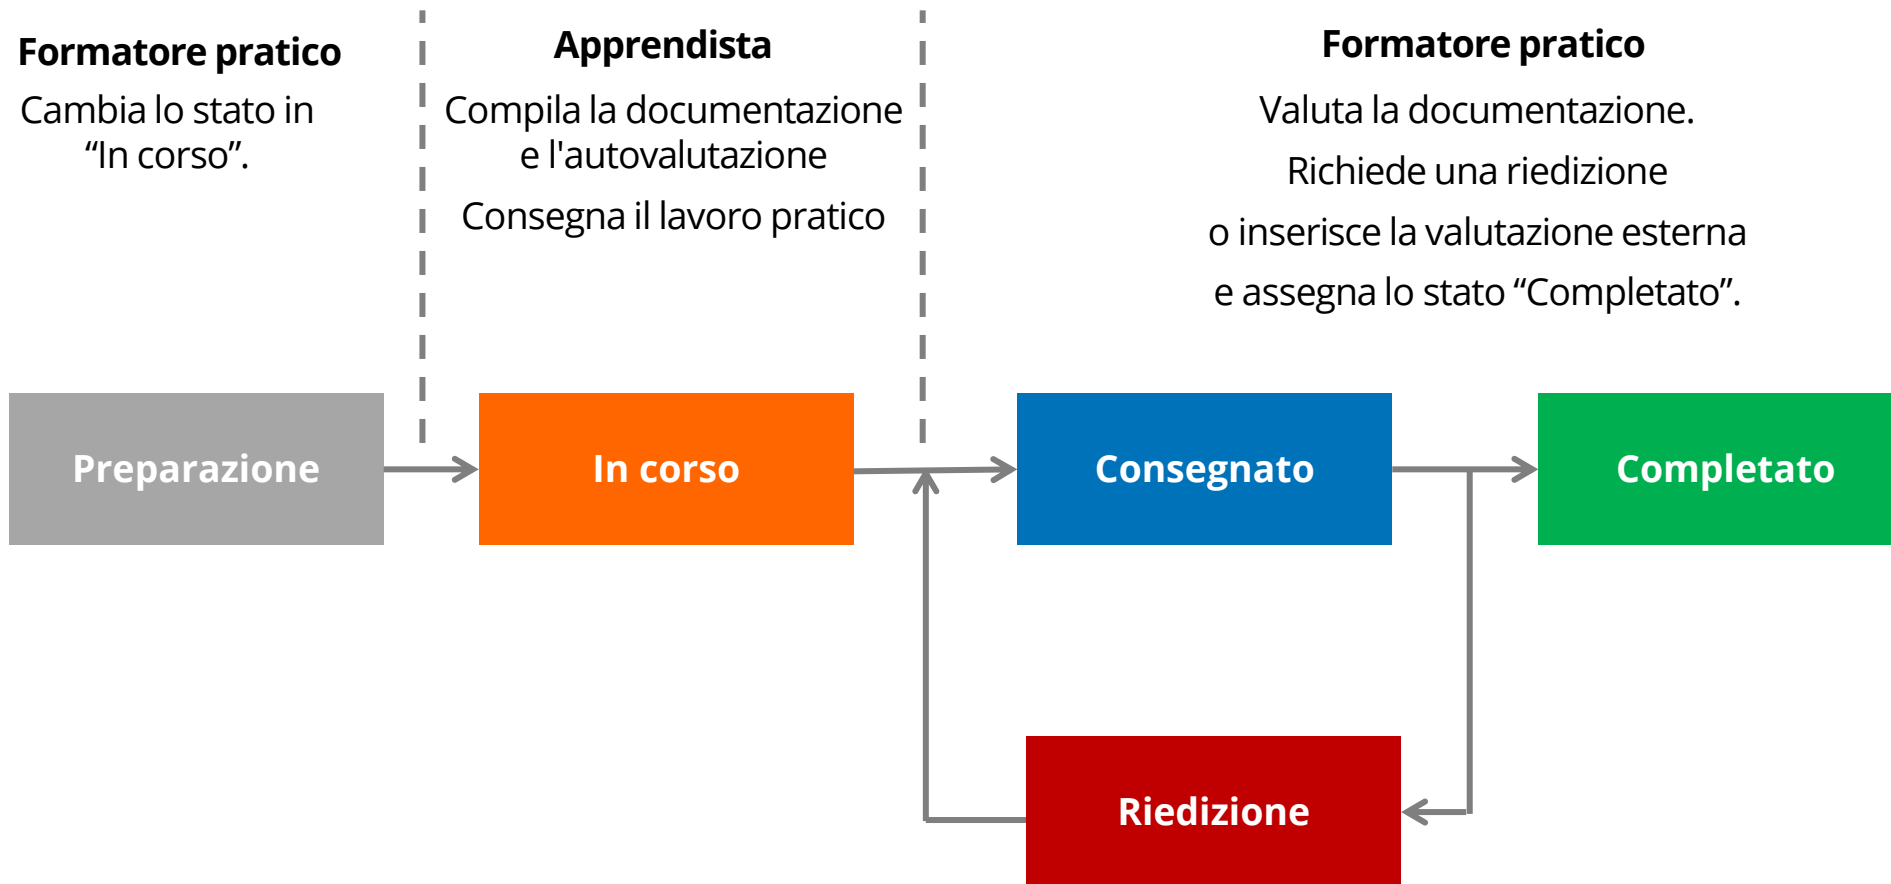 Formatore pratico
Cambia lo stato in
“In corso”.
Apprendista
Compila la documentazione
e l'autovalutazione
Consegna il lavoro pratico
Formatore pratico
Valuta la documentazione.
Richiede una riedizione
o inserisce la valutazione esterna
e assegna lo stato “Completato”.
Preparazione
In corso
Consegnato
Completato
Riedizione